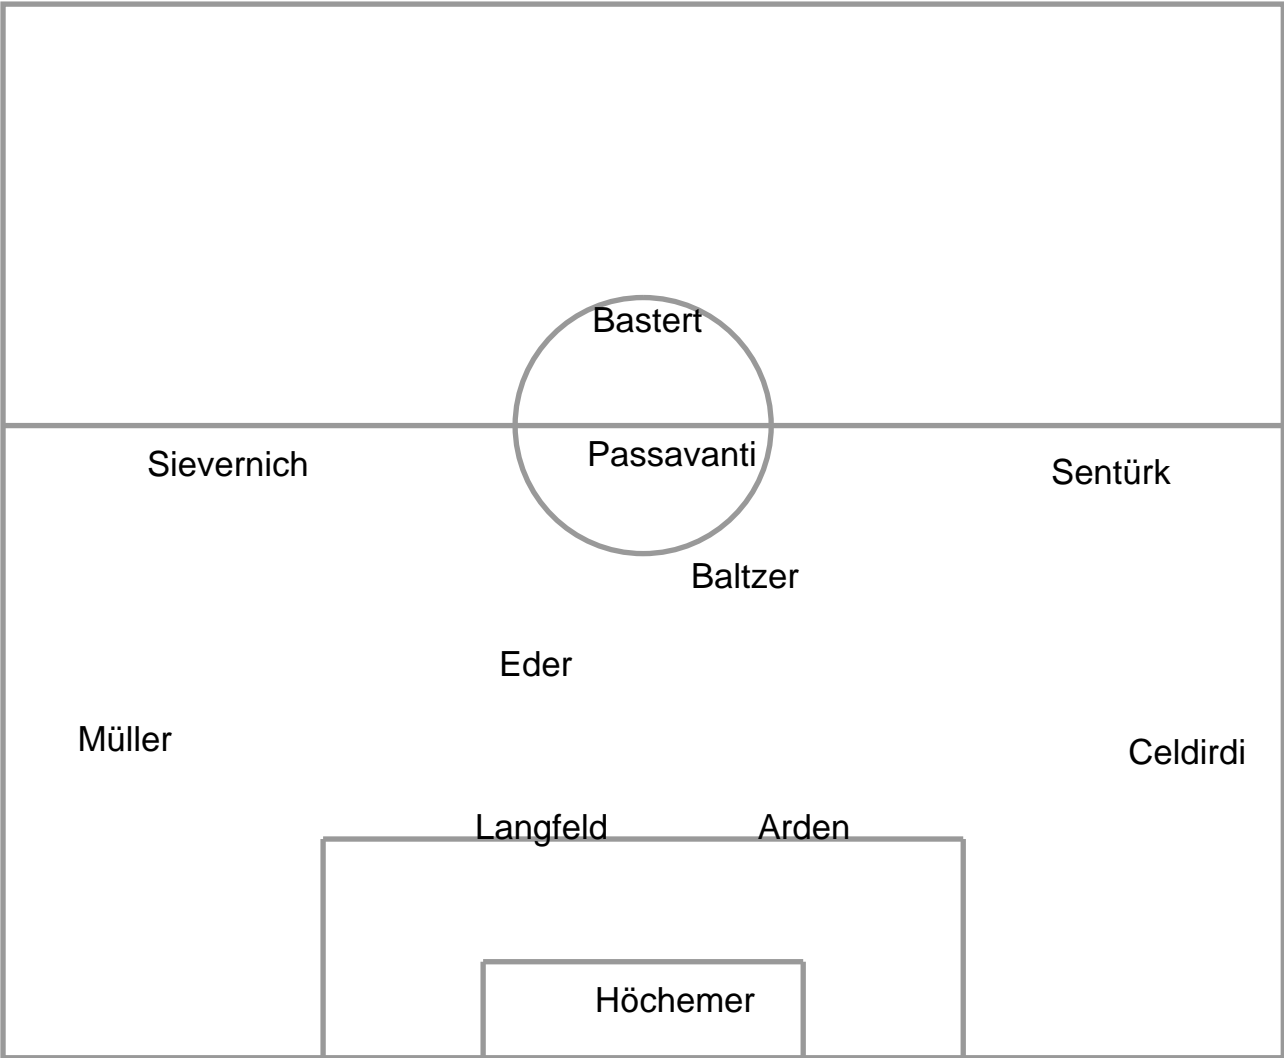 Bastert
Sievernich
Passavanti
Sentürk
Baltzer
Eder
Müller
Celdirdi
Langfeld
Arden
Höchemer